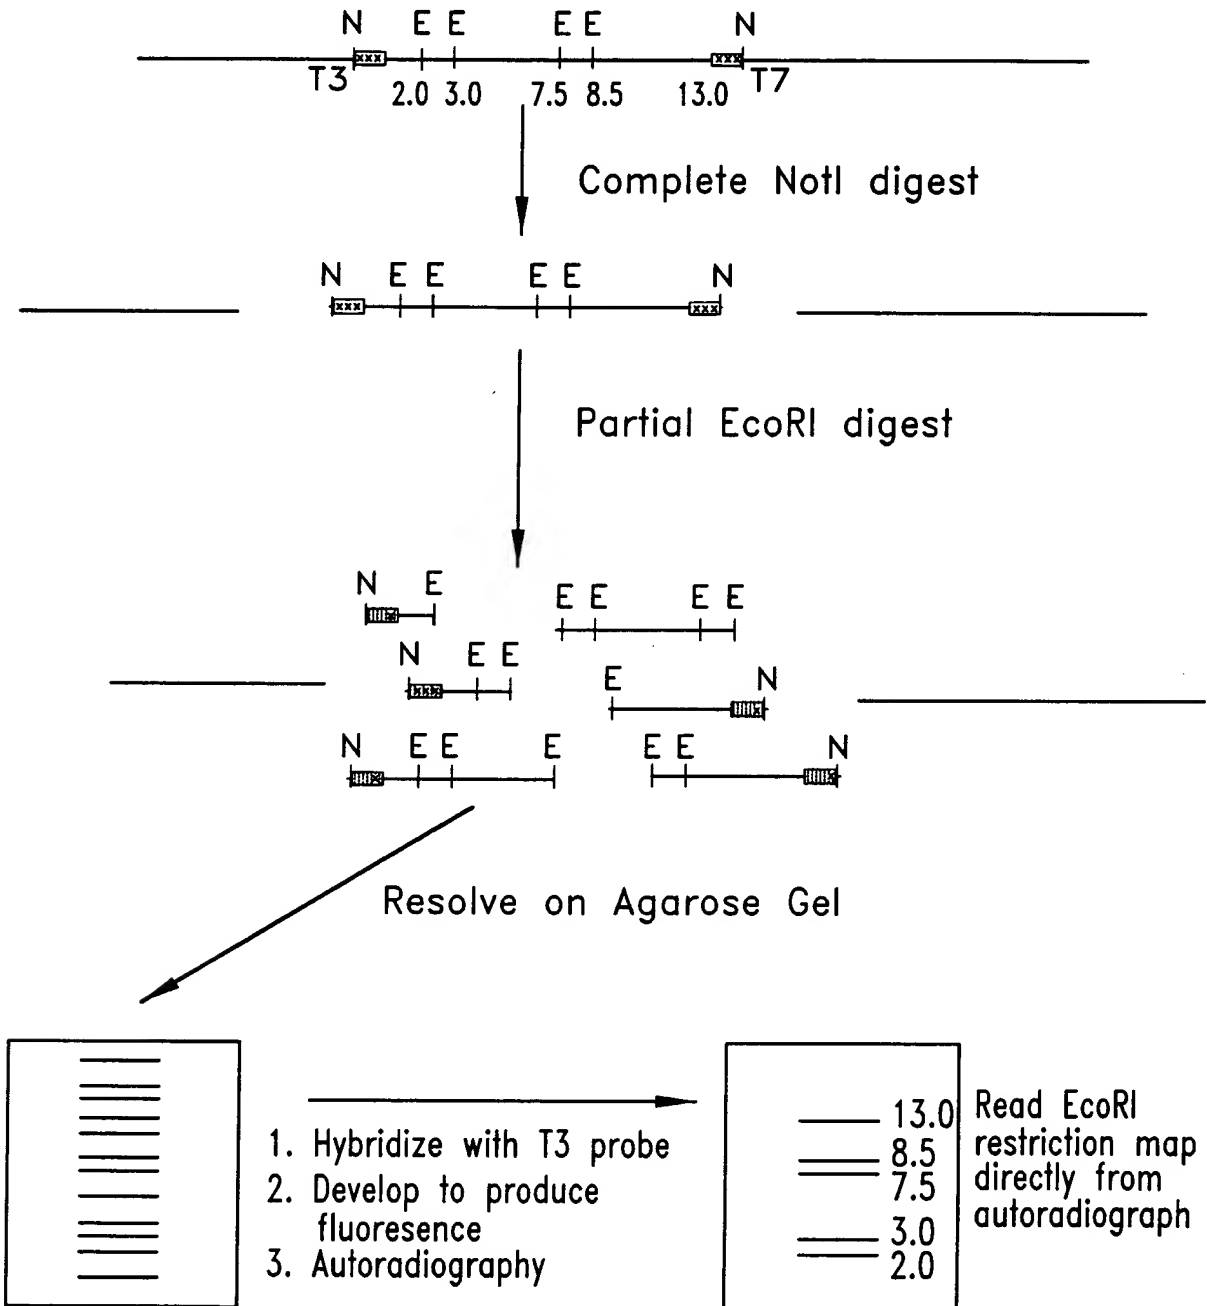 N E E E E N
T3 T7
2.0 3.0 7.5 8.5 13.0
Complete NotI digest
N E E E E N
Partial EcoRI digest
N E
E E E E
N E E
E N
N E E E
E E N
Resolve on Agarose Gel
1. Hybridize with T3 probe
2. Develop to produce
fluoresence
3. Autoradiography
13.0
8.5
7.5
3.0
2.0
Read EcoRI
restriction map
directly from
autoradiograph